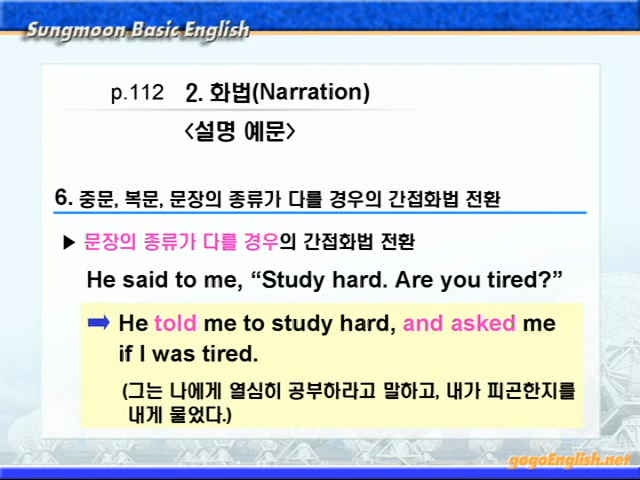 Sungmoon Basic English
p.112 2. 화법(Narration)
<설명 예문>
6. 중문, 복문, 문장의 종류가 다를 경우의 간접화법 전환
▶ 문장의 종류가 다를 경우의 간접화법 전환
He said to me, “Study hard. Are you tired?”
➡ He told me to study hard, and asked me
if I was tired.
(그는 나에게 열심히 공부하라고 말하고, 내가 피곤한지를
내게 물었다.)
gogoEnglish.net